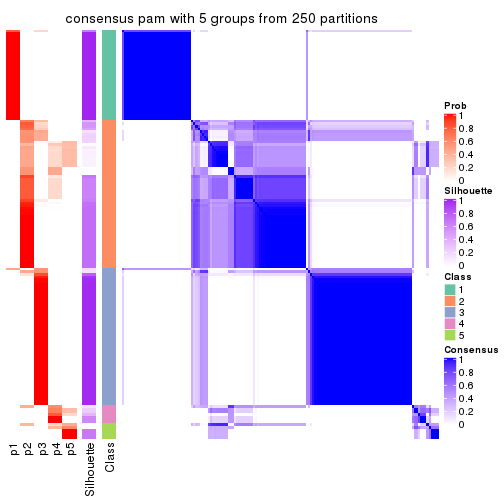 consensus pam with 5 groups from 250 partitions
Prob
1
0.8
0.6
0.4
0.2
0
Silhouette
1
0.8
0.6
0.4
0.2
0
Class
1
2
3
4
5
Consensus
1
0.8
0.6
0.4
0.2
0
p1
p2
p3
p4
p5
Silhouette
Class